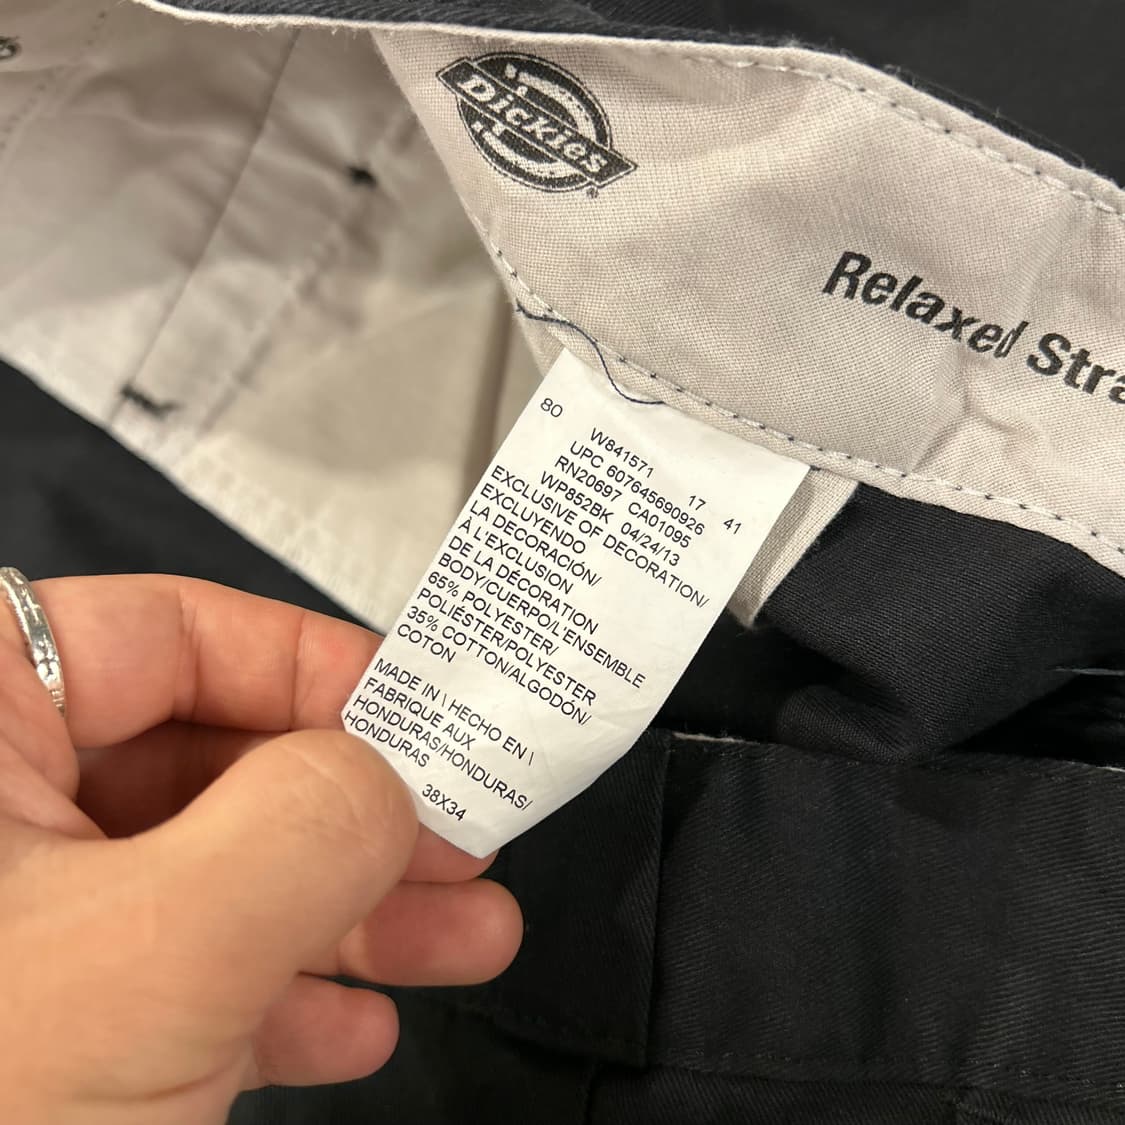 Dickies®
Relaxed Stra
80
W841571 17 41
UPC 607645690926
RN20697 CA01095
WP852BK 04/24/13
EXCLUSIVE OF DECORATION/
EXCLUYENDO
LA DECORACIÓN/
À L'EXCLUSION
DE LA DÉCORATION
BODY/CUERPO/L'ENSEMBLE
65% POLYESTER/
POLIÉSTER/POLYESTER
35% COTTON/ALGODÓN/
COTON
MADE IN \ HECHO EN \
FABRIQUE AUX
HONDURAS/HONDURAS/
HONDURAS
38X34